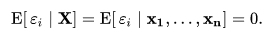 E[ εᵢ | X] = E[ εᵢ | x₁, . . . , xₙ] = 0.